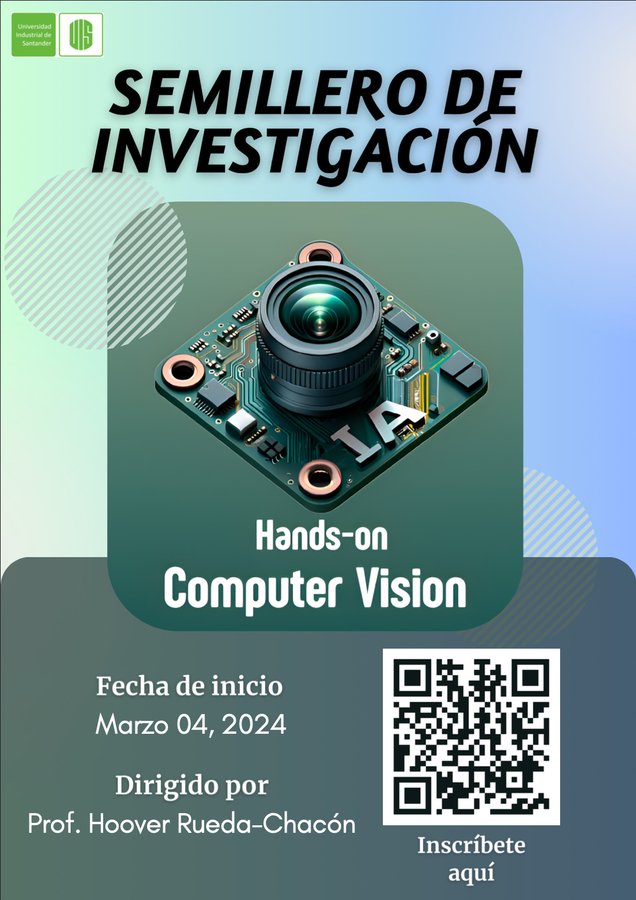 Universidad
Industrial de
Santander
UIS
SEMILLERO DE
INVESTIGACIÓN
IA
Hands-on
Computer Vision
Fecha de inicio
Marzo 04, 2024
Dirigido por
Prof. Hoover Rueda-Chacón
Inscríbete
aquí